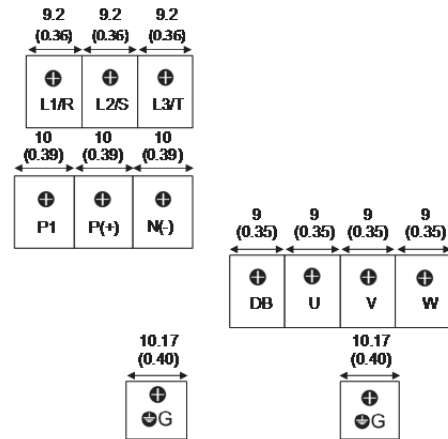 9.2 9.2 9.2
(0.36) (0.36) (0.36)
L1/R L2/S L3/T
10 10 10
(0.39) (0.39) (0.39)
P1 P(+) N(-)
9 9 9 9
(0.35) (0.35) (0.35) (0.35)
DB U V W
10.17 10.17
(0.40) (0.40)
G G